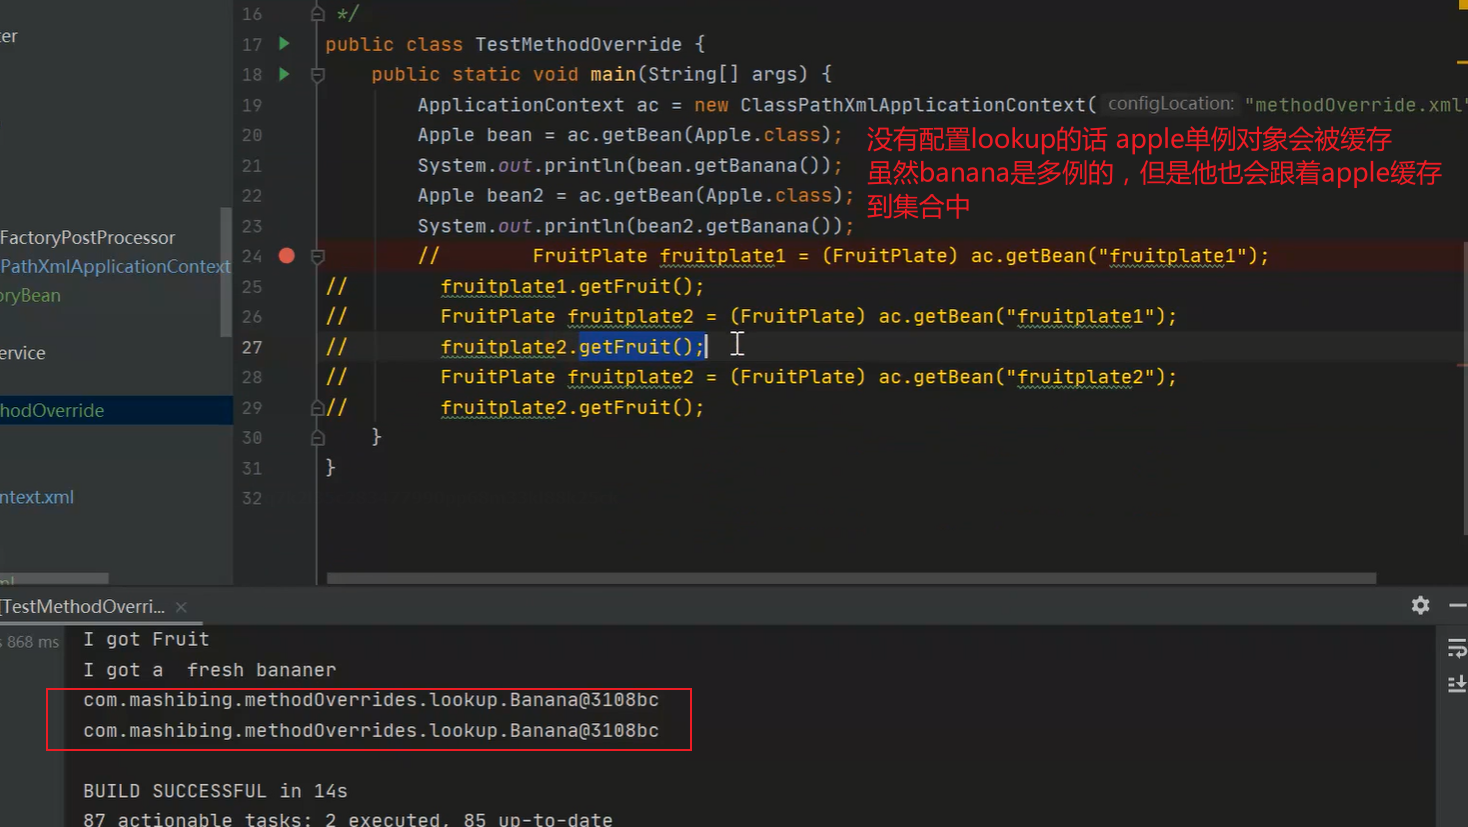 16 */
ter
17 public class TestMethodOverride {
18 public static void main(String[] args) {
19 ApplicationContext ac = new ClassPathXmlApplicationContext( configLocation: "methodOverride.xml"
20 Apple bean = ac.getBean(Apple.class);
没有配置lookup的话 apple单例对象会被缓存
21 System.out.println(bean.getBanana());
虽然banana是多例的，但是他也会跟着apple缓存
22 Apple bean2 = ac.getBean(Apple.class);
到集合中
23 System.out.println(bean2.getBanana());
FactoryPostProcessor
24 // FruitPlate fruitplate1 = (FruitPlate) ac.getBean("fruitplate1");
PathXmlApplicationContext
25 // fruitplate1.getFruit();
oryBean
26 // FruitPlate fruitplate2 = (FruitPlate) ac.getBean("fruitplate1");
27 // fruitplate2.getFruit();
ervice
28 // FruitPlate fruitplate2 = (FruitPlate) ac.getBean("fruitplate2");
hodOverride
29 // fruitplate2.getFruit();
30 }
31 }
32
ntext.xml
ml
[TestMethodOverri... ×
s 868 ms
I got Fruit
I got a  fresh bananer
com.mashibing.methodOverrides.lookup.Banana@3108bc
com.mashibing.methodOverrides.lookup.Banana@3108bc
BUILD SUCCESSFUL in 14s
87 actionable tasks: 2 executed, 85 up-to-date